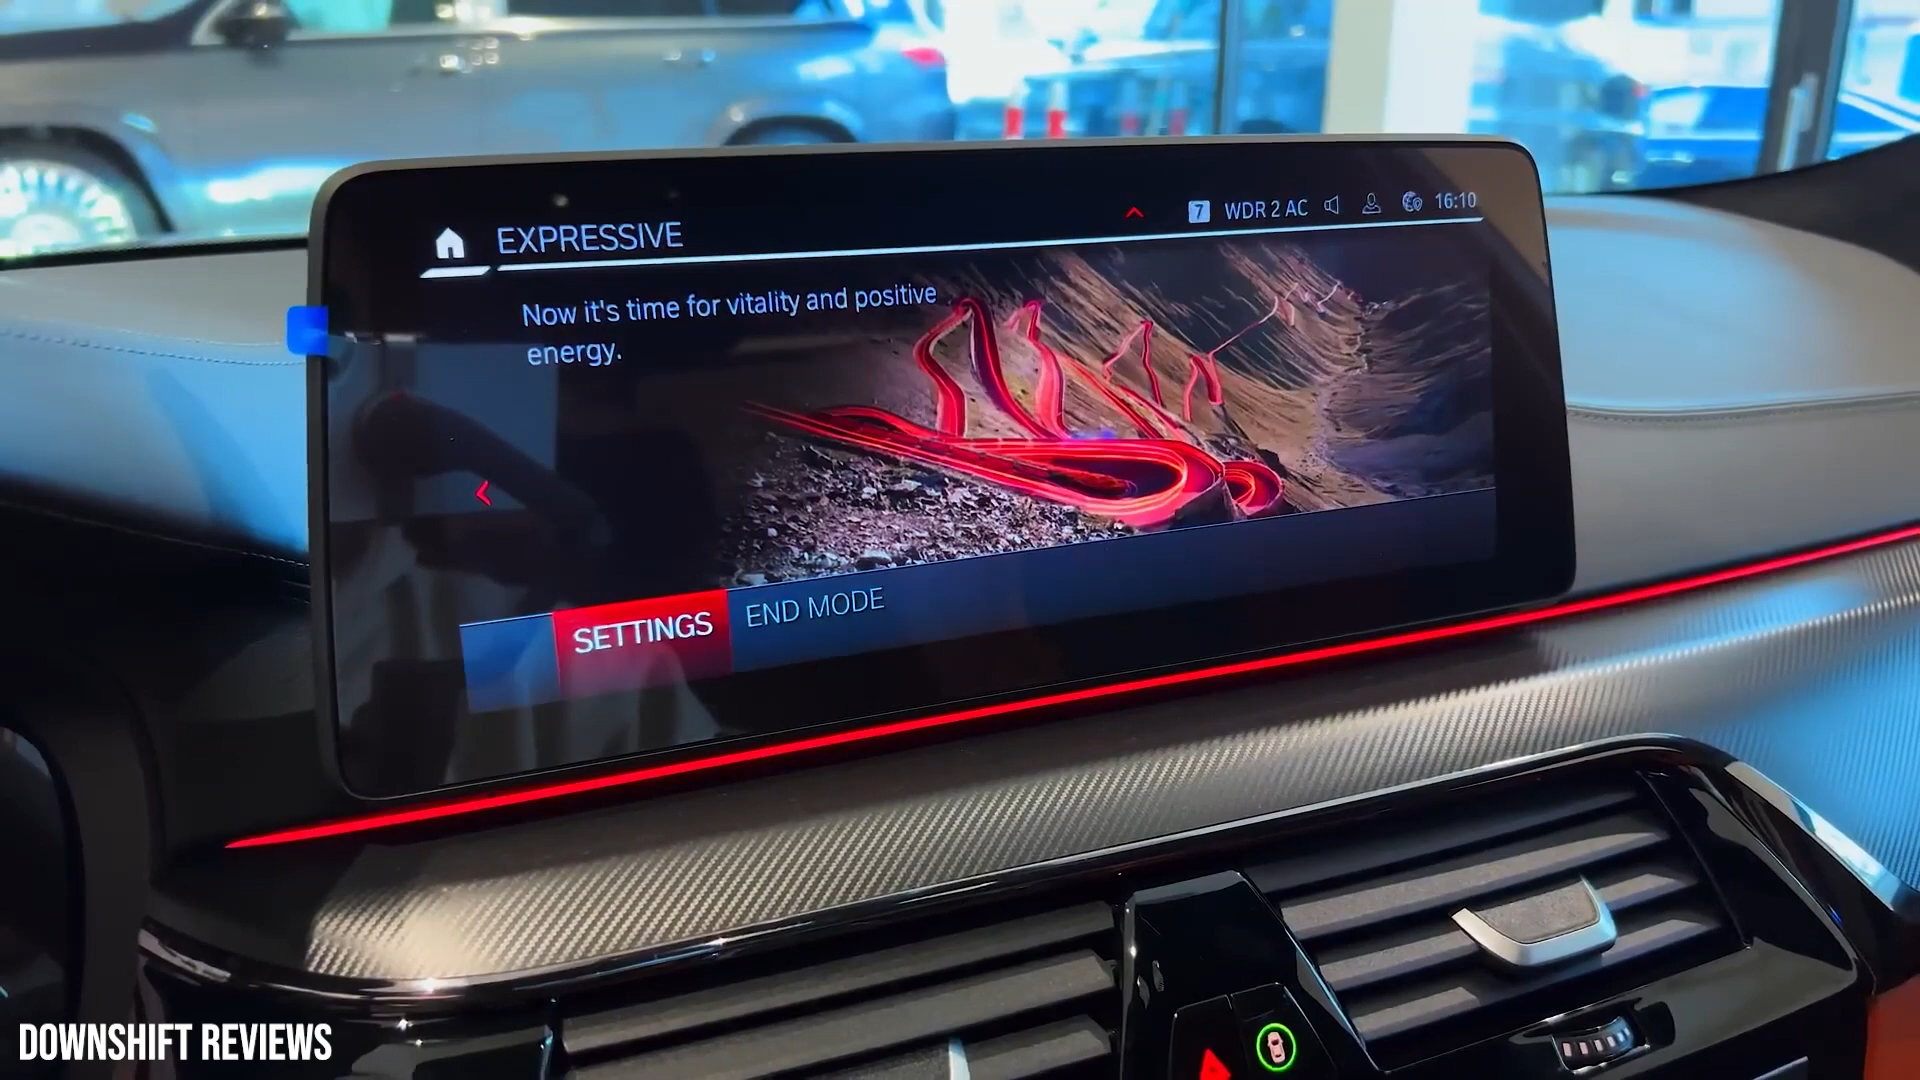 EXPRESSIVE
7 WDR 2 AC 16:10
Now it's time for vitality and positive
energy.
SETTINGS END MODE
DOWNSHIFT REVIEWS